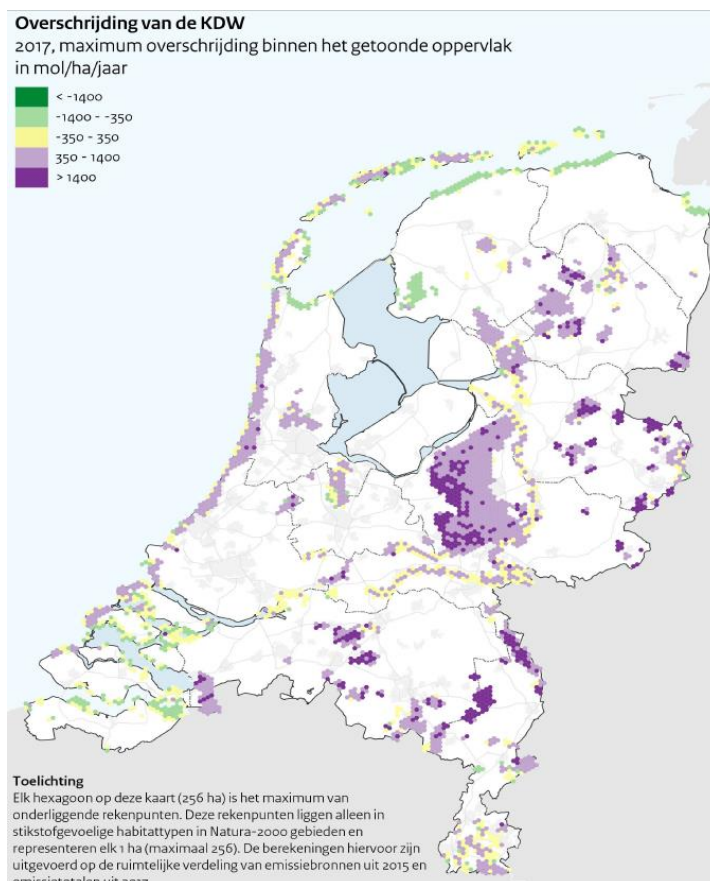 Overschrijding van de KDW
2017, maximum overschrijding binnen het getoonde oppervlak
in mol/ha/jaar
< -1400
-1400 - -350
-350 - 350
350 - 1400
> 1400
Toelichting
Elk hexagoon op deze kaart (256 ha) is het maximum van
onderliggende rekenpunten. Deze rekenpunten liggen alleen in
stikstofgevoelige habitattypen in Natura-2000 gebieden en
representeren elk 1 ha (maximaal 256). De berekeningen hiervoor zijn
uitgevoerd op de ruimtelijke verdeling van emissiebronnen uit 2015 en
emissietotalen uit 2017